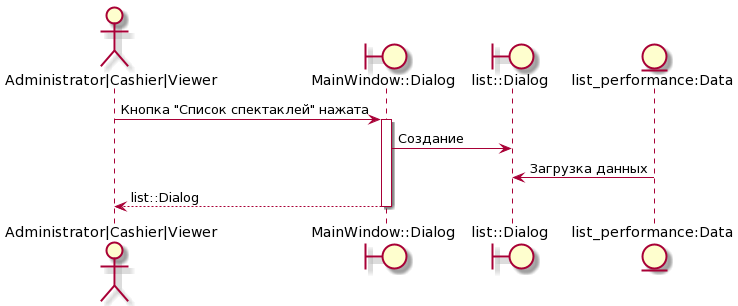 Administrator|Cashier|Viewer
MainWindow::Dialog
list::Dialog
list_performance:Data
Кнопка "Список спектаклей" нажата
Создание
Загрузка данных
list::Dialog
Administrator|Cashier|Viewer
MainWindow::Dialog
list::Dialog
list_performance:Data